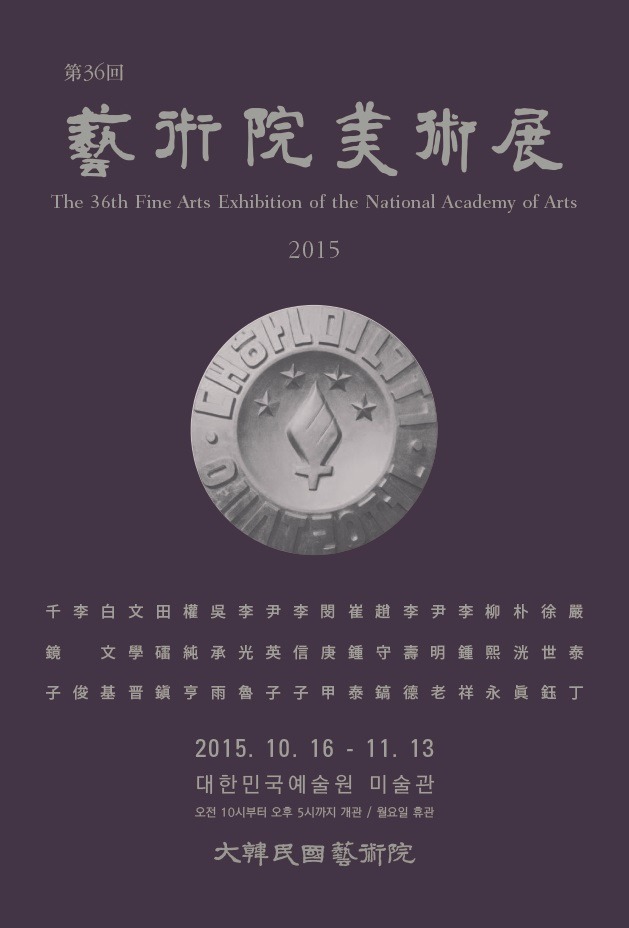 第36回
藝術院美術展
The 36th Fine Arts Exhibition of the National Academy of Arts
2015
대한민국
千 李 白 文 田 權 吳 李 尹 李 閔 崔 趙 李 尹 李 柳 朴 徐 嚴
鏡 文 學 礌 純 承 光 英 信 庚 鍾 守 壽 明 鍾 熙 洸 世 泰
子 俊 基 晋 鎭 亨 雨 魯 子 子 甲 泰 鎬 德 老 祥 永 眞 鈺 丁
2015. 10. 16 - 11. 13
대한민국예술원 미술관
오전 10시부터 오후 5시까지 개관 / 월요일 휴관
大韓民國藝術院